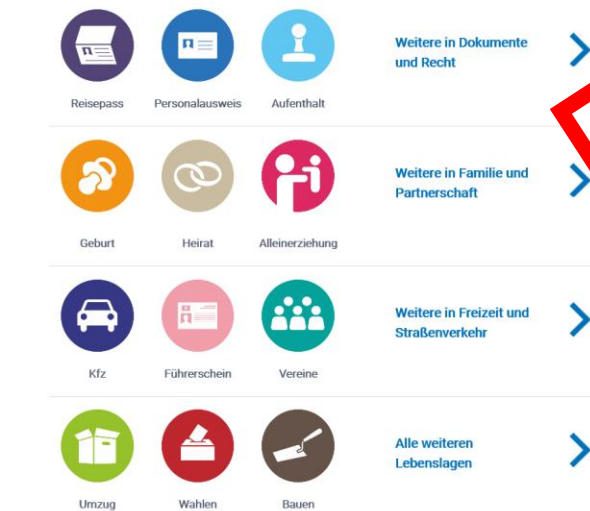 Weitere in Dokumente
und Recht
Reisepass Personalausweis Aufenthalt
Weitere in Familie und
Partnerschaft
Geburt Heirat Alleinerziehung
Weitere in Freizeit und
Straßenverkehr
Kfz Führerschein Vereine
Alle weiteren
Lebenslagen
Umzug Wahlen Bauen